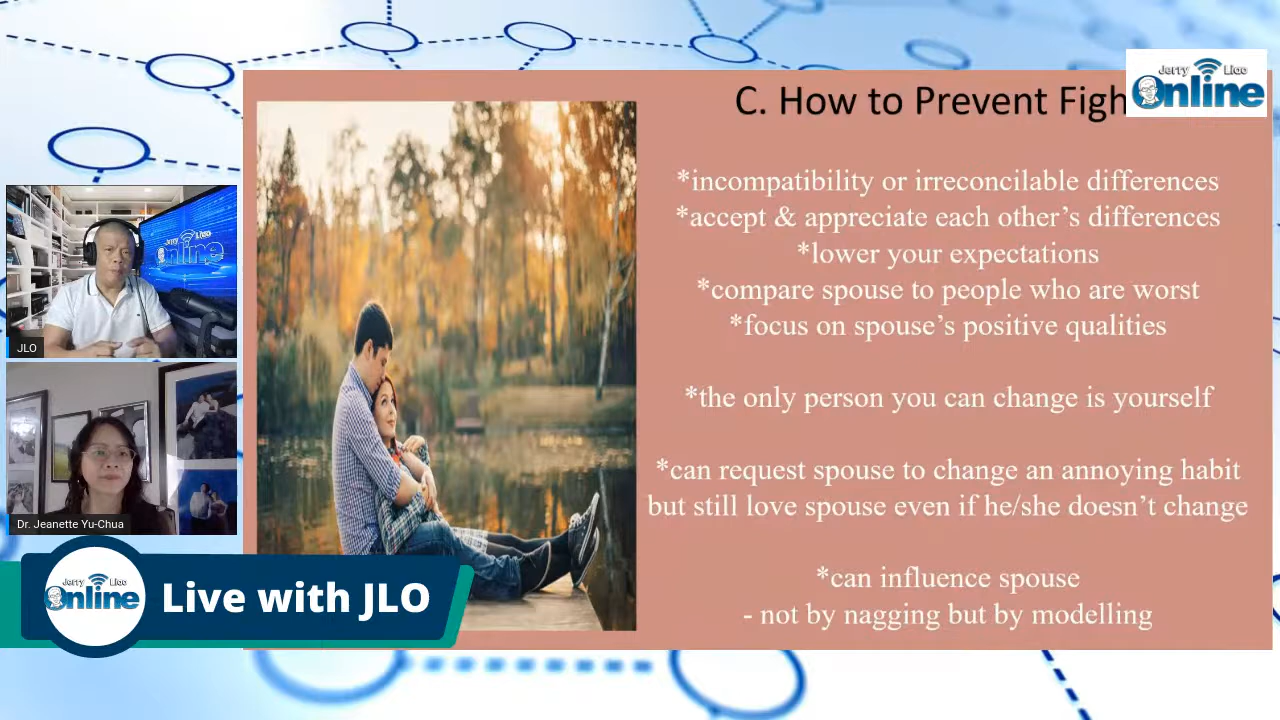 Jerry Liao
Online
C. How to Prevent Figh
*incompatibility or irreconcilable differences
*accept & appreciate each other's differences
*lower your expectations
*compare spouse to people who are worst
*focus on spouse's positive qualities
*the only person you can change is yourself
*can request spouse to change an annoying habit
but still love spouse even if he/she doesn't change
*can influence spouse
- not by nagging but by modelling
Jerry Liao
Online
JLO
Dr. Jeanette Yu-Chua
Jerry Liao
Online
Live with JLO